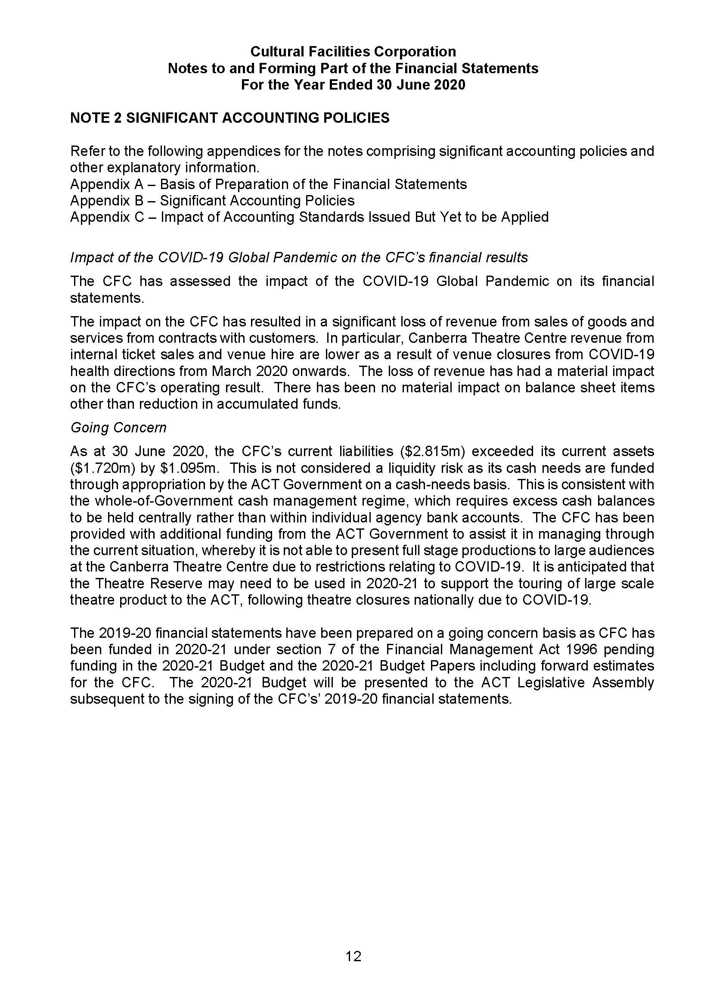 Cultural Facilities Corporation
Notes to and Forming Part of the Financial Statements
For the Year Ended 30 June 2020
NOTE 2 SIGNIFICANT ACCOUNTING POLICIES
Refer to the following appendices for the notes comprising significant accounting policies and
other explanatory information.
Appendix A – Basis of Preparation of the Financial Statements
Appendix B – Significant Accounting Policies
Appendix C – Impact of Accounting Standards Issued But Yet to be Applied
Impact of the COVID-19 Global Pandemic on the CFC's financial results
The CFC has assessed the impact of the COVID-19 Global Pandemic on its financial
statements.
The impact on the CFC has resulted in a significant loss of revenue from sales of goods and
services from contracts with customers. In particular, Canberra Theatre Centre revenue from
internal ticket sales and venue hire are lower as a result of venue closures from COVID-19
health directions from March 2020 onwards. The loss of revenue has had a material impact
on the CFC's operating result. There has been no material impact on balance sheet items
other than reduction in accumulated funds.
Going Concern
As at 30 June 2020, the CFC's current liabilities ($2.815m) exceeded its current assets
($1.720m) by $1.095m. This is not considered a liquidity risk as its cash needs are funded
through appropriation by the ACT Government on a cash-needs basis. This is consistent with
the whole-of-Government cash management regime, which requires excess cash balances
to be held centrally rather than within individual agency bank accounts. The CFC has been
provided with additional funding from the ACT Government to assist it in managing through
the current situation, whereby it is not able to present full stage productions to large audiences
at the Canberra Theatre Centre due to restrictions relating to COVID-19. It is anticipated that
the Theatre Reserve may need to be used in 2020-21 to support the touring of large scale
theatre product to the ACT, following theatre closures nationally due to COVID-19.
The 2019-20 financial statements have been prepared on a going concern basis as CFC has
been funded in 2020-21 under section 7 of the Financial Management Act 1996 pending
funding in the 2020-21 Budget and the 2020-21 Budget Papers including forward estimates
for the CFC. The 2020-21 Budget will be presented to the ACT Legislative Assembly
subsequent to the signing of the CFC's' 2019-20 financial statements.
12